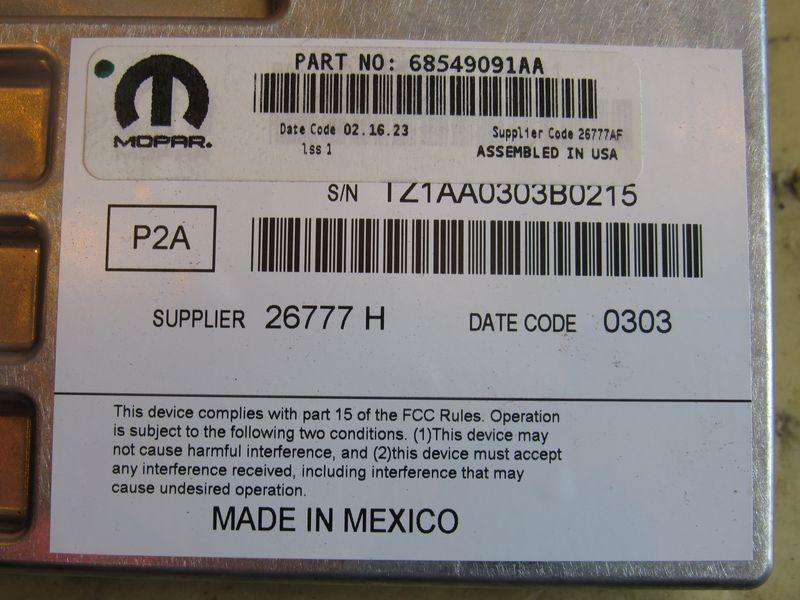 PART NO: 68549091AA
MOPAR.
Date Code 02.16.23 Supplier Code 26777AF
1ss 1 ASSEMBLED IN USA
S/N TZ1AA0303B0215
P2A
SUPPLIER 26777 H DATE CODE 0303
This device complies with part 15 of the FCC Rules. Operation
is subject to the following two conditions. (1)This device may
not cause harmful interference, and (2)this device must accept
any interference received, including interference that may
cause undesired operation.
MADE IN MEXICO